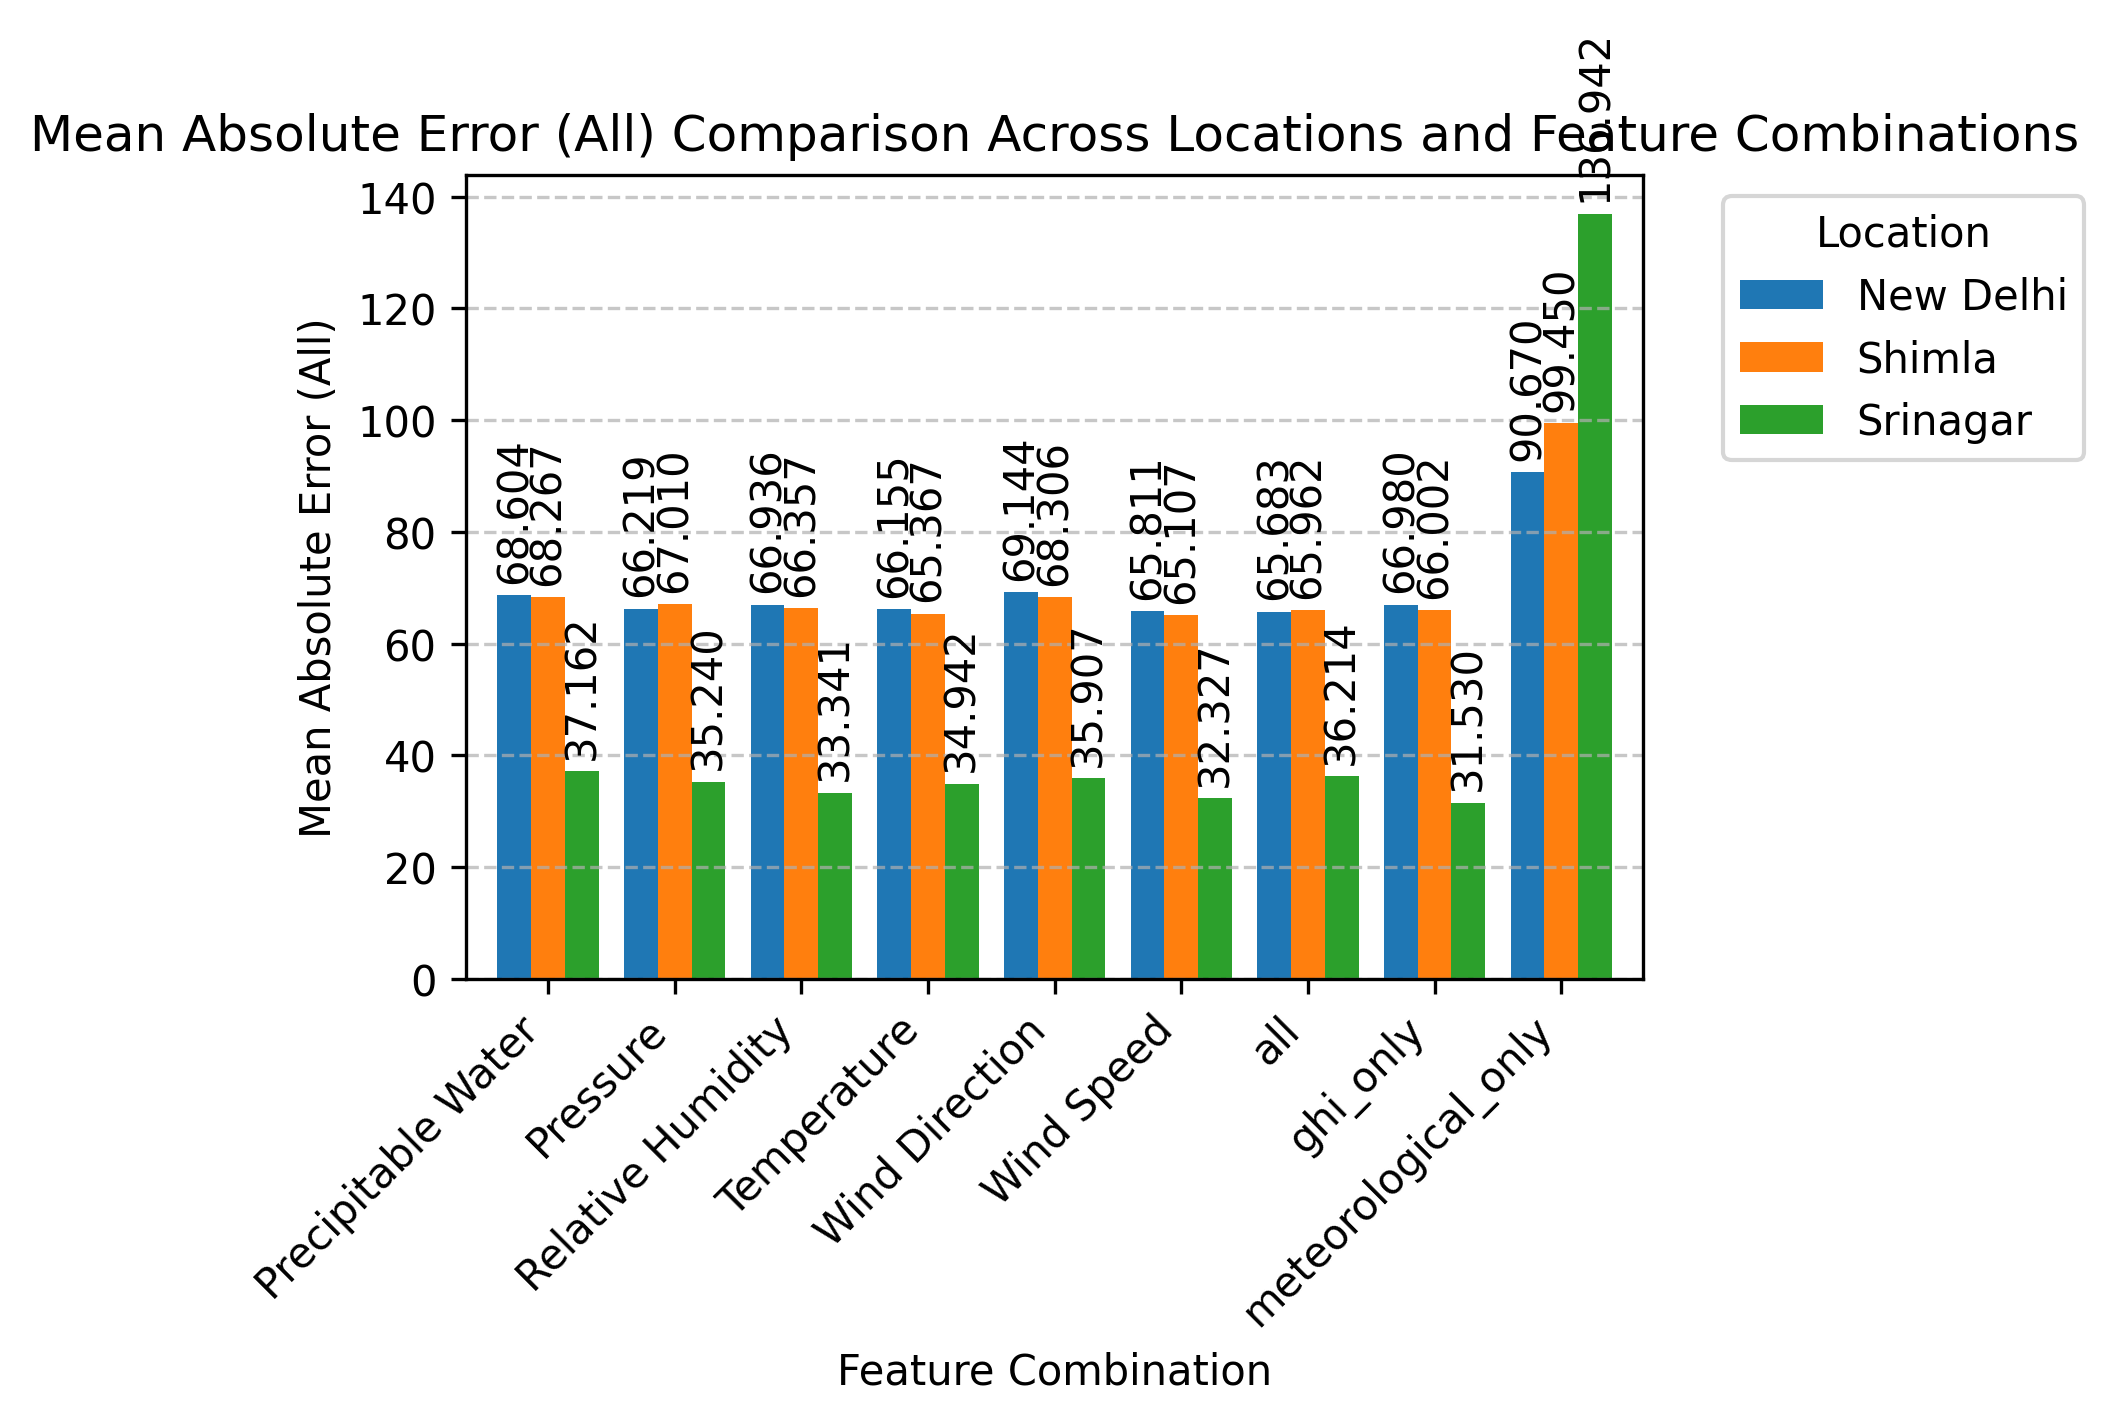 Mean Absolute Error (All) Comparison Across Locations and Feature Combinations
Mean Absolute Error (All)
140
120
100
80
60
40
20
0
68.604
68.267
37.162
66.219
67.010
35.240
66.936
66.357
33.341
66.155
65.367
34.942
69.144
68.306
35.907
65.811
65.107
32.327
65.683
65.962
36.214
66.980
66.002
31.530
90.670
99.450
136.942
Precipitable Water
Pressure
Relative Humidity
Temperature
Wind Direction
Wind Speed
all
ghi_only
meteorological_only
Feature Combination
Location
New Delhi
Shimla
Srinagar